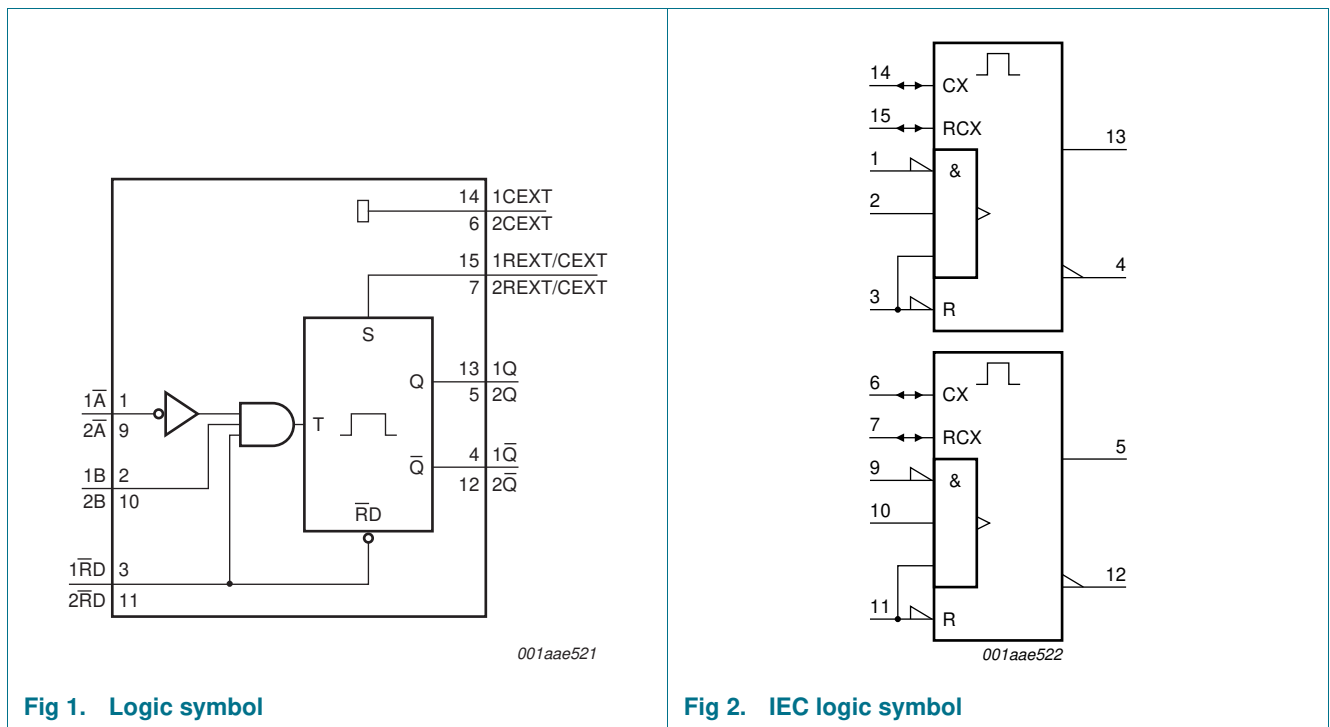 14 1CEXT
6 2CEXT
15 1REXT/CEXT
7 2REXT/CEXT
S
13 1Q
Q
5 2Q
1A̅ 1
T
2A̅ 9
4 1Q̅
Q̅
12 2Q̅
1B 2
2B 10
R̅D̅
1R̅D̅ 3
2R̅D̅ 11
001aae521
Fig 1. Logic symbol
14 CX
15 RCX
13
1 &
2
4
3 R
6 CX
7 RCX
5
9 &
10
12
11 R
001aae522
Fig 2. IEC logic symbol